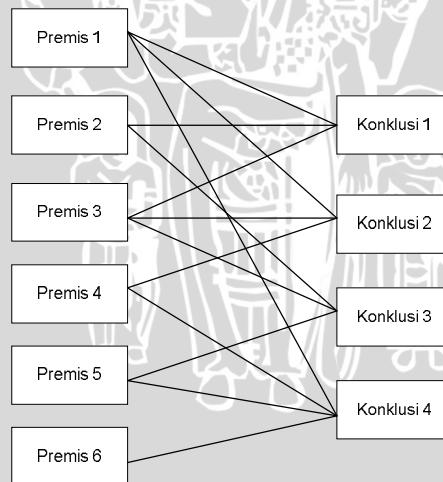 Premis 1
Premis 2
Premis 3
Premis 4
Premis 5
Premis 6
Konklusi 1
Konklusi 2
Konklusi 3
Konklusi 4